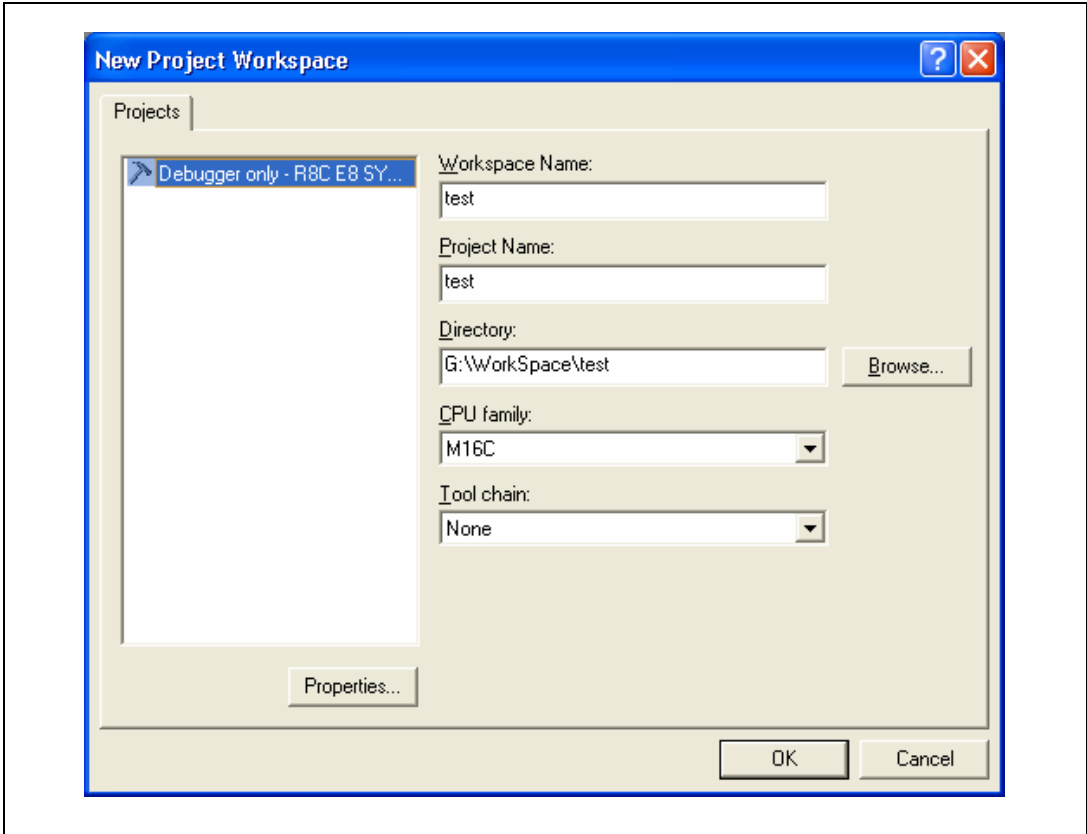 New Project Workspace
Projects
Debugger only - R8C E8 SY...
Workspace Name:
test
Project Name:
test
Directory:
G:\WorkSpace\test
Browse...
CPU family:
M16C
Tool chain:
None
Properties...
OK
Cancel